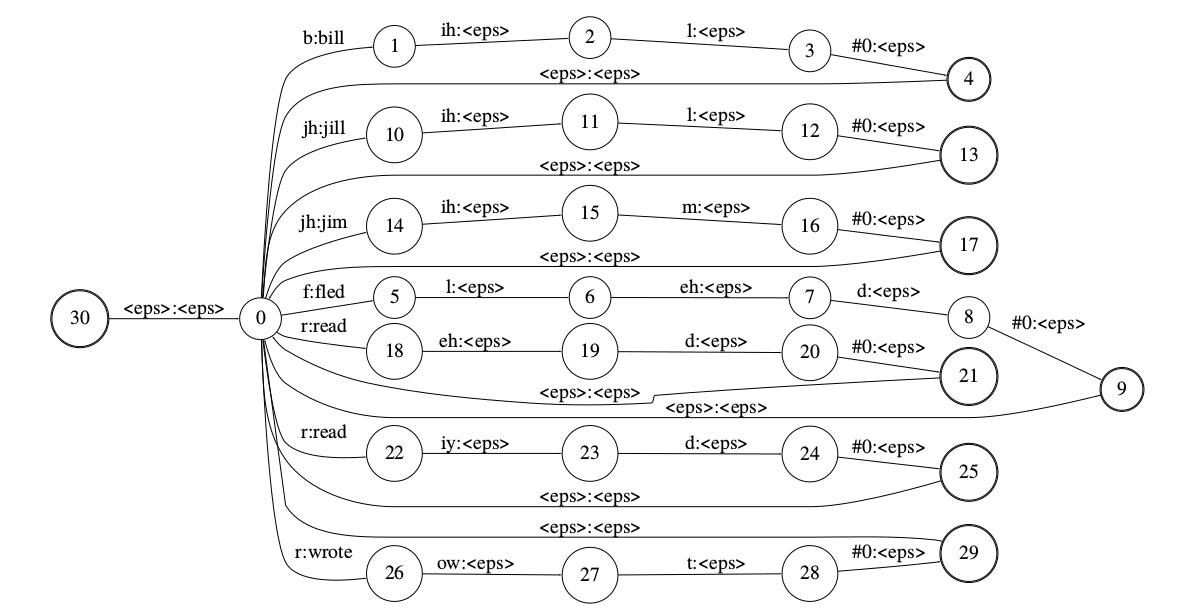 b:bill 1 ih:<eps> 2 l:<eps> 3 #0:<eps> 4
<eps>:<eps>
jh:jill 10 ih:<eps> 11 l:<eps> 12 #0:<eps> 13
<eps>:<eps>
jh:jim 14 ih:<eps> 15 m:<eps> 16 #0:<eps> 17
<eps>:<eps>
30 <eps>:<eps> 0 f:fled 5 l:<eps> 6 eh:<eps> 7 d:<eps> 8 #0:<eps> 9
r:read 18 eh:<eps> 19 d:<eps> 20 #0:<eps> 21
<eps>:<eps>
<eps>:<eps>
r:read 22 iy:<eps> 23 d:<eps> 24 #0:<eps> 25
<eps>:<eps>
<eps>:<eps>
r:wrote 26 ow:<eps> 27 t:<eps> 28 #0:<eps> 29